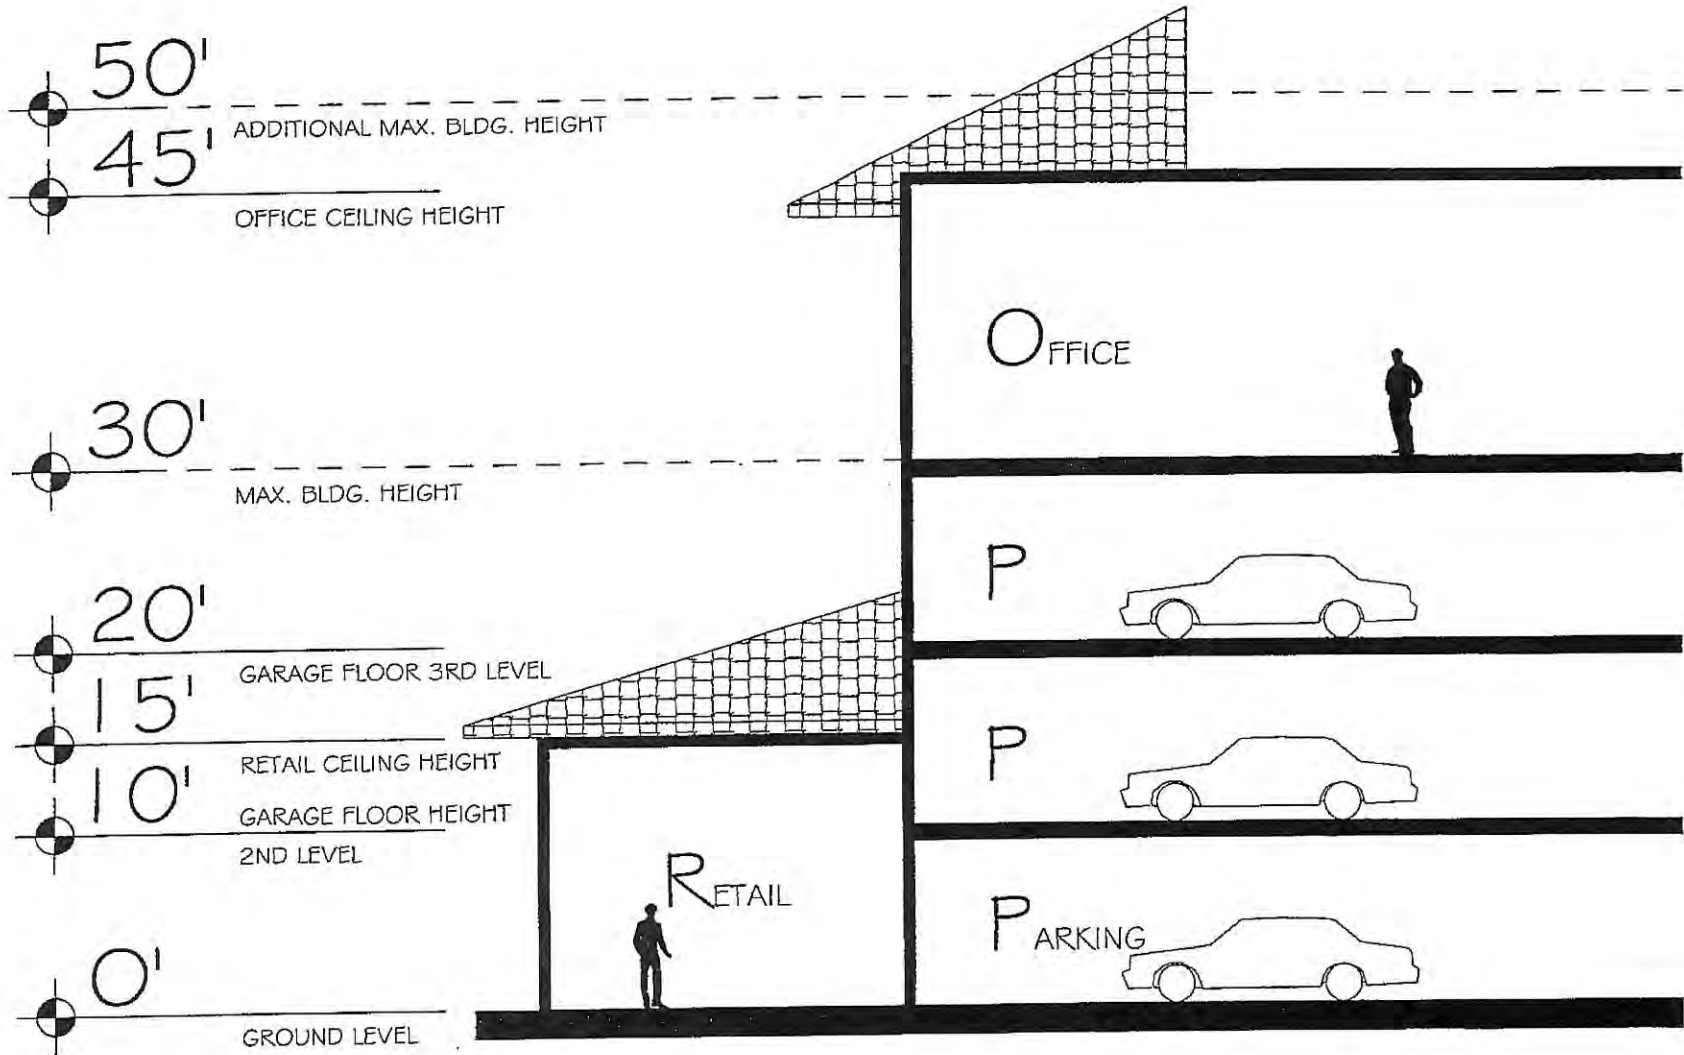 50'
ADDITIONAL MAX. BLDG. HEIGHT
45'
OFFICE CEILING HEIGHT
OFFICE
30'
MAX. BLDG. HEIGHT
P
20'
GARAGE FLOOR 3RD LEVEL
15'
RETAIL CEILING HEIGHT
P
10'
GARAGE FLOOR HEIGHT
2ND LEVEL
RETAIL
PARKING
0'
GROUND LEVEL